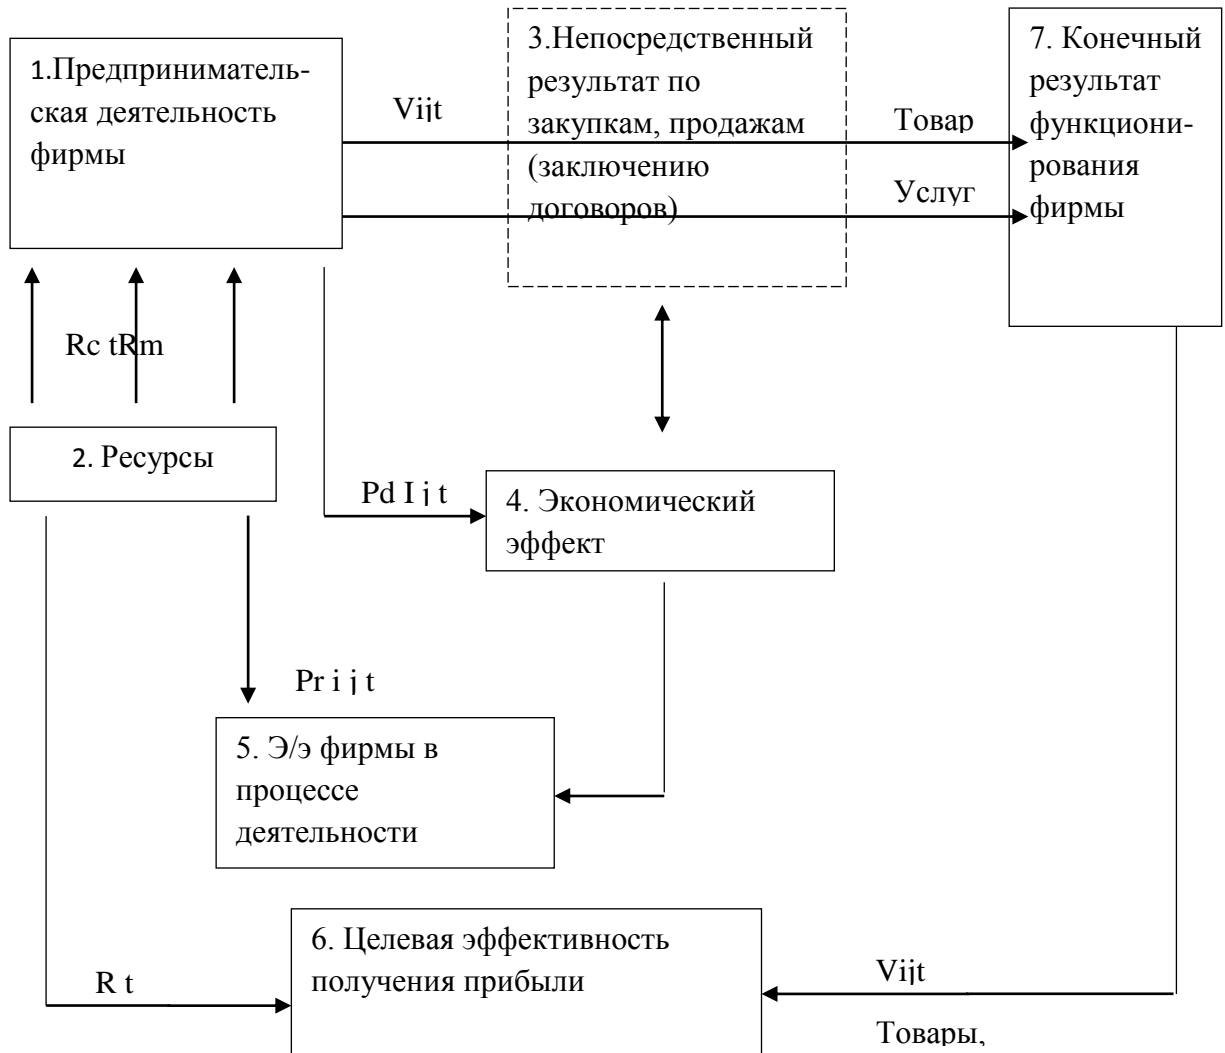 1.Предприниматель-
ская деятельность
фирмы
Vijt
3.Непосредственный
результат по
закупкам, продажам
(заключению
договоров)
Товар
Услуг
7. Конечный
результат
функциони-
рования
фирмы
Rc tRm
2. Ресурсы
Pd I j t
4. Экономический
эффект
Pr i j t
5. Э/э фирмы в
процессе
деятельности
6. Целевая эффективность
получения прибыли
R t
Vijt
Товары,